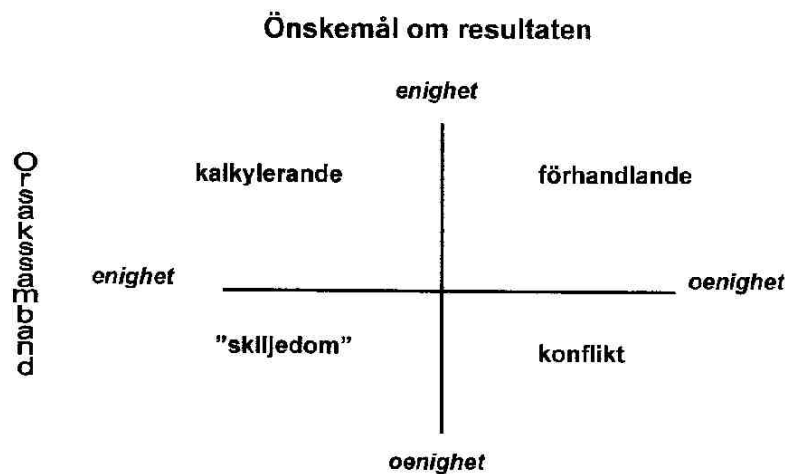 Önskemål om resultaten
enighet
Orsakssamband
kalkylerande
förhandlande
enighet
oenighet
"skiljedom"
konflikt
oenighet